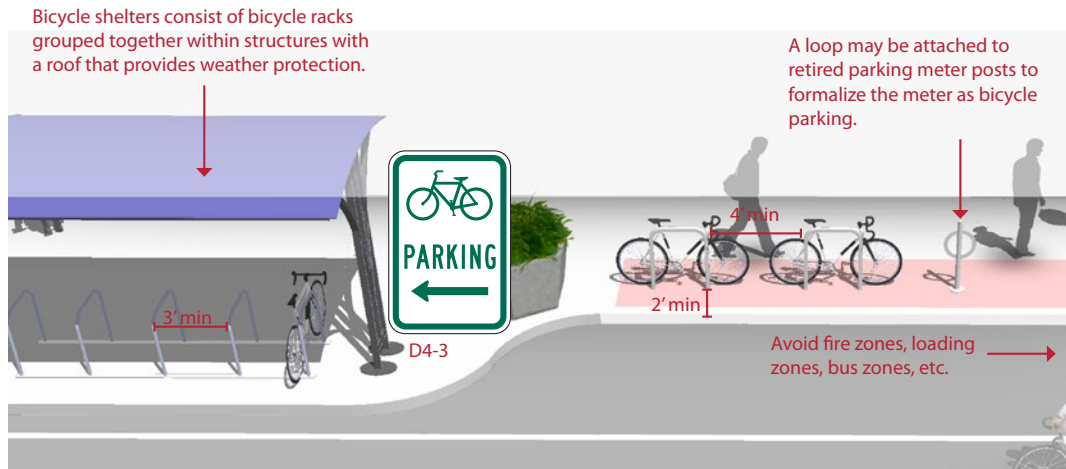 Bicycle shelters consist of bicycle racks
grouped together within structures with
a roof that provides weather protection.
A loop may be attached to
retired parking meter posts to
formalize the meter as bicycle
parking.
PARKING
D4-3
3’ min
4’ min
2’ min
Avoid fire zones, loading
zones, bus zones, etc.